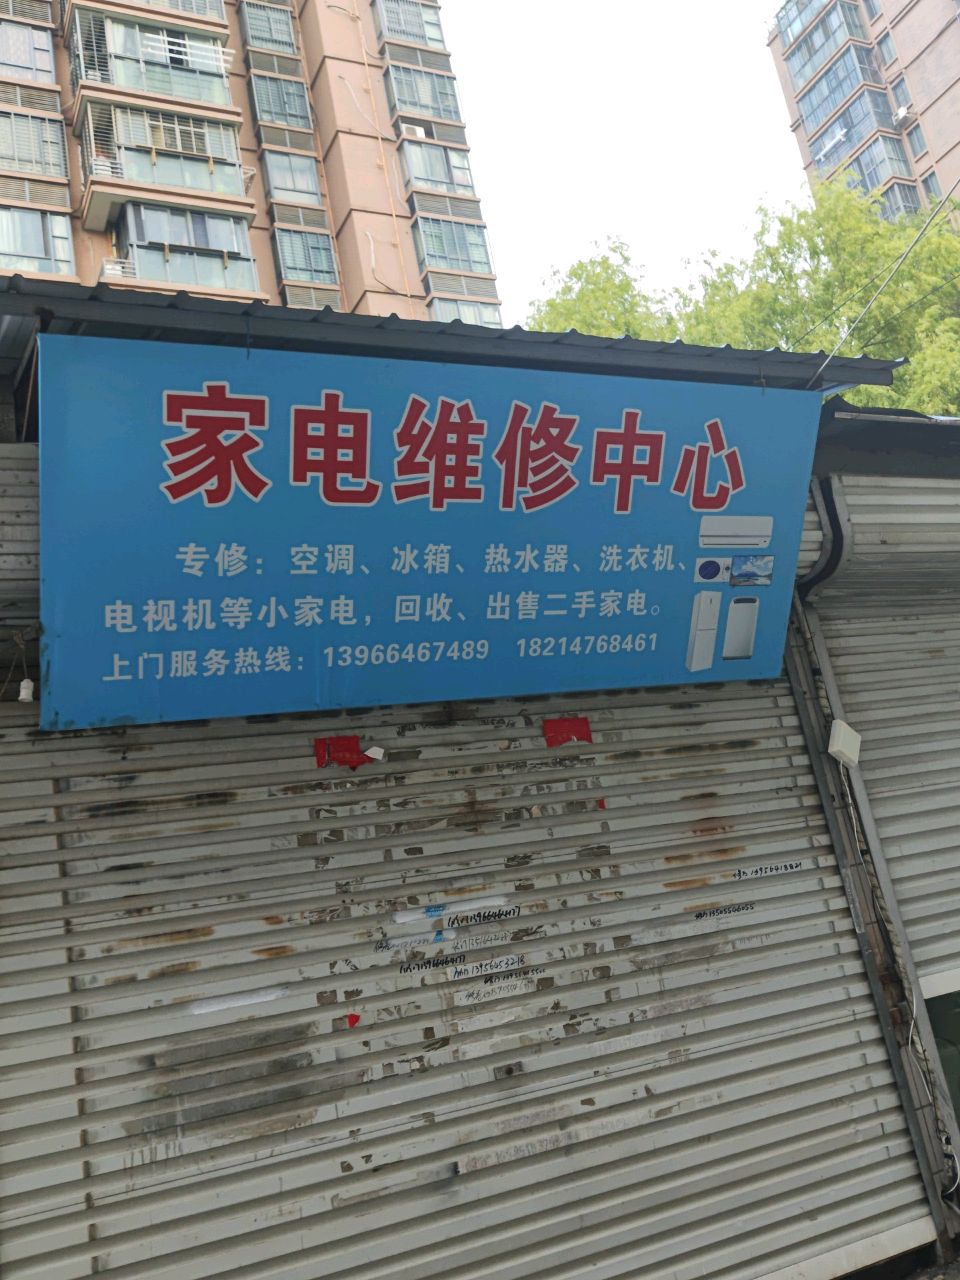 家电维修中心
专修：空调、冰箱、热水器、洗衣机、
电视机等小家电，回收、出售二手家电。
上门服务热线：13966467489 18214768461